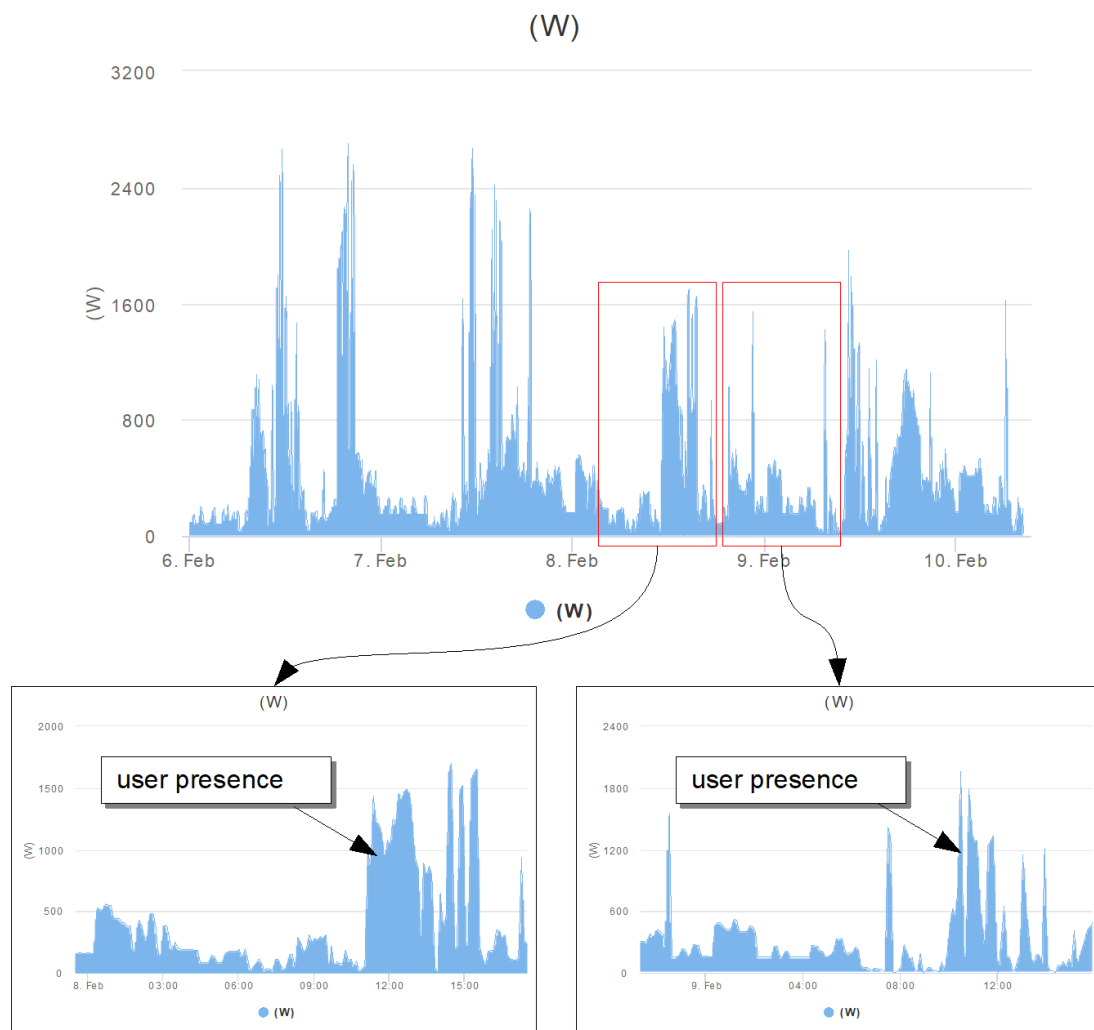 (W)
3200
2400
1600
800
0
(W)
6. Feb
7. Feb
8. Feb
9. Feb
10. Feb
(W)
(W)
2000
1500
1000
500
0
(W)
user presence
8. Feb
03:00
06:00
09:00
12:00
15:00
(W)
(W)
2400
1800
1200
600
0
(W)
user presence
9. Feb
04:00
08:00
12:00
(W)